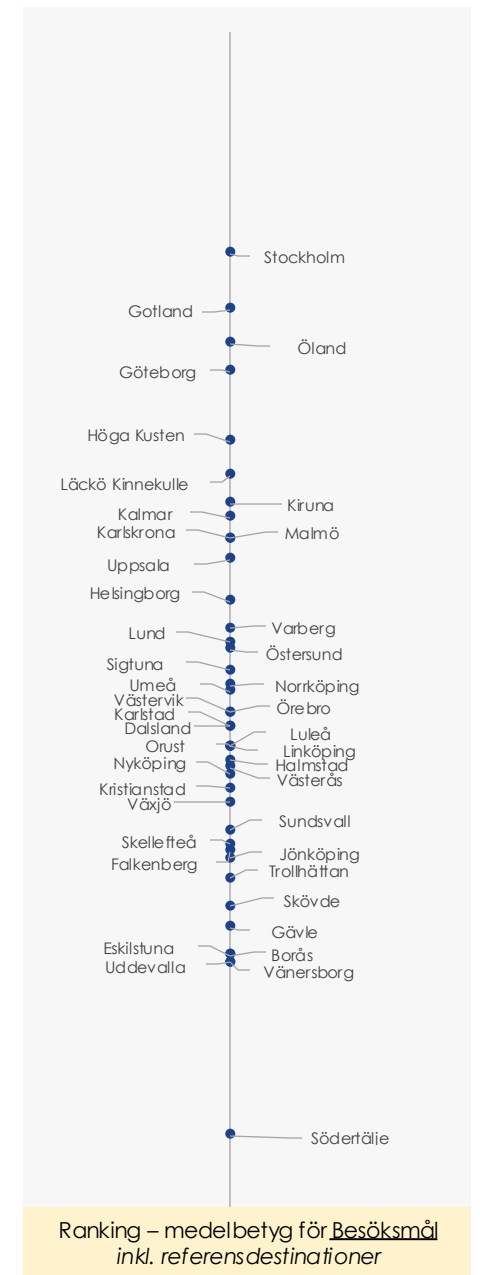 Stockholm
Gotland
Öland
Göteborg
Höga Kusten
Läckö Kinnekulle
Kiruna
Kalmar
Karlskrona
Malmö
Uppsala
Helsingborg
Varberg
Lund
Östersund
Sigtuna
Umeå
Norrköping
Västervik
Örebro
Karlstad
Dalsland
Luleå
Orust
Linköping
Nyköping
Halmstad
Västerås
Kristianstad
Växjö
Sundsvall
Skellefteå
Jönköping
Falkenberg
Trollhättan
Skövde
Gävle
Eskilstuna
Borås
Uddevalla
Vänersborg
Södertälje
Ranking – medelbetyg för Besöksmål
inkl. referensdestinationer